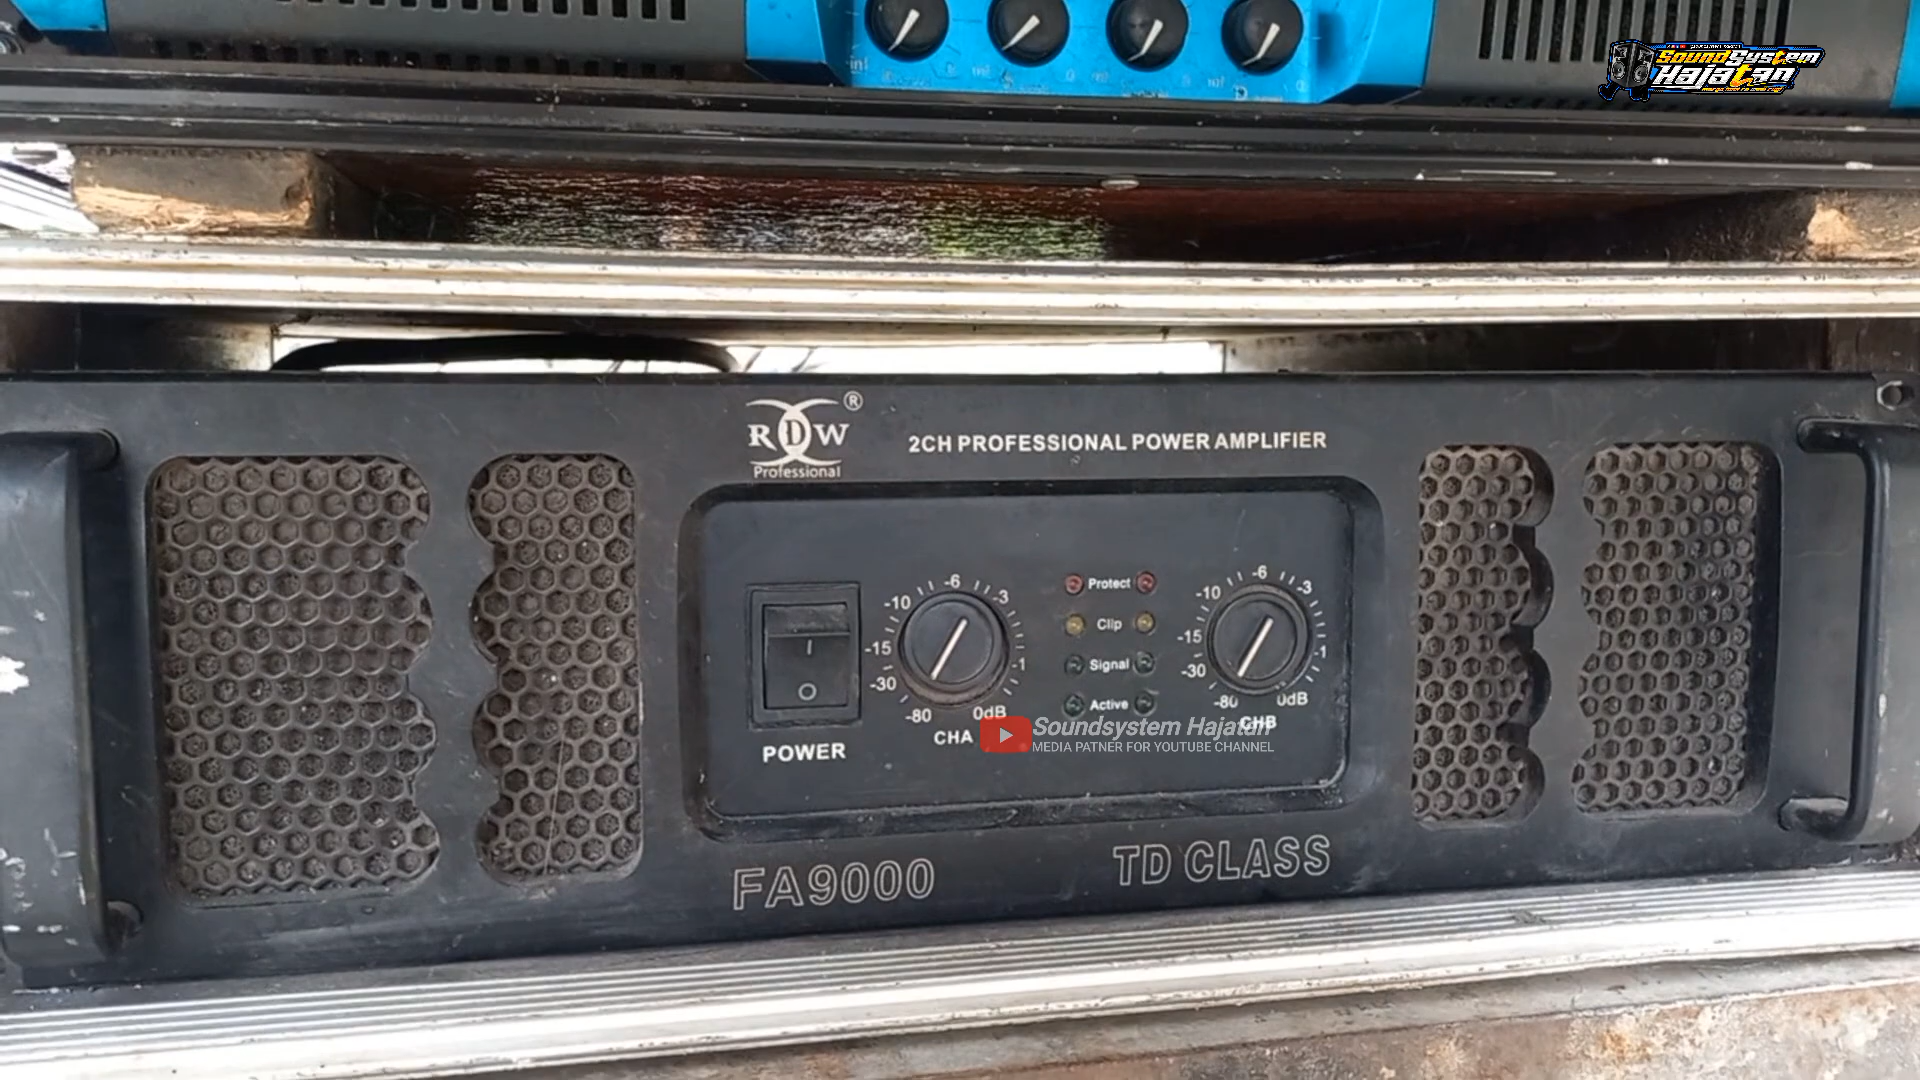 SoundSystem
Hajatan
RDW ®
Professional
2CH PROFESSIONAL POWER AMPLIFIER
-6
-10
-3
-15
-1
-30
-80
0dB
CHA
Protect
Clip
Signal
Active
-6
-10
-3
-15
-1
-30
-80
0dB
CHB
POWER
Soundsystem Hajatan
MEDIA PATNER FOR YOUTUBE CHANNEL
FA9000
TD CLASS